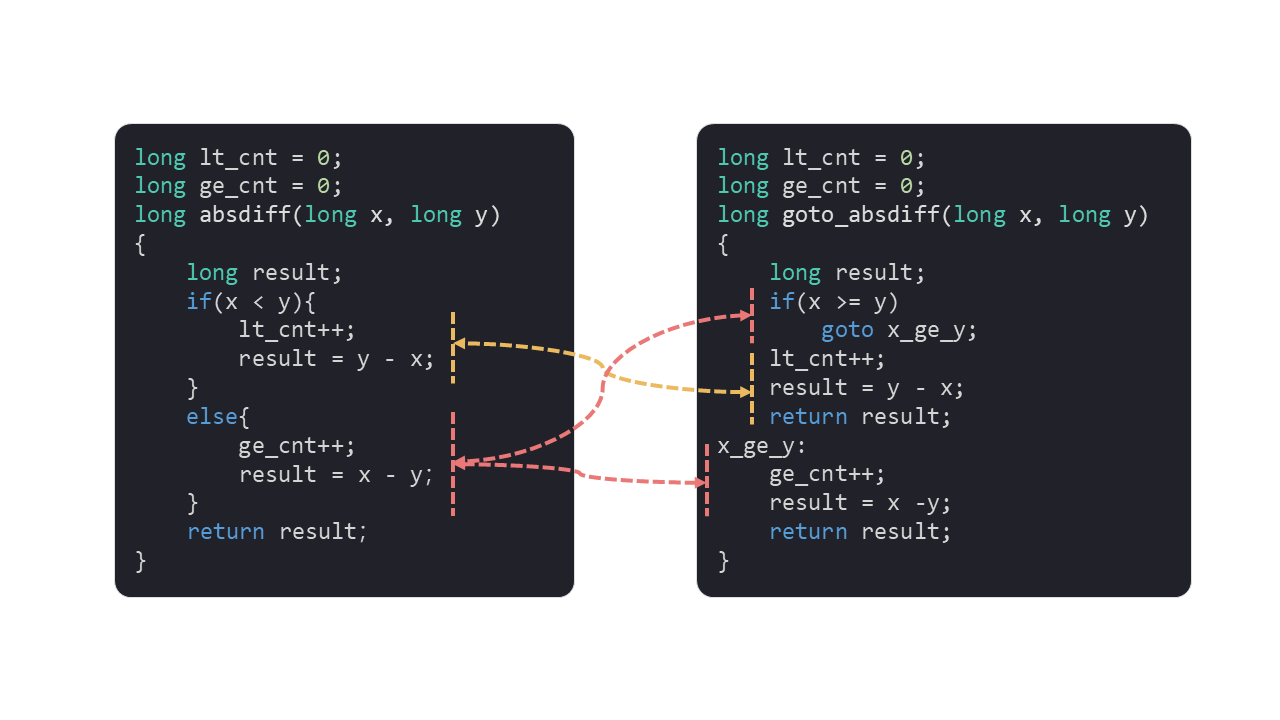 long lt_cnt = 0;
long ge_cnt = 0;
long absdiff(long x, long y)
{
    long result;
    if(x < y){
        lt_cnt++;
        result = y - x;
    }
    else{
        ge_cnt++;
        result = x - y;
    }
    return result;
}
long lt_cnt = 0;
long ge_cnt = 0;
long goto_absdiff(long x, long y)
{
    long result;
    if(x >= y)
        goto x_ge_y;
    lt_cnt++;
    result = y - x;
    return result;
x_ge_y:
    ge_cnt++;
    result = x -y;
    return result;
}